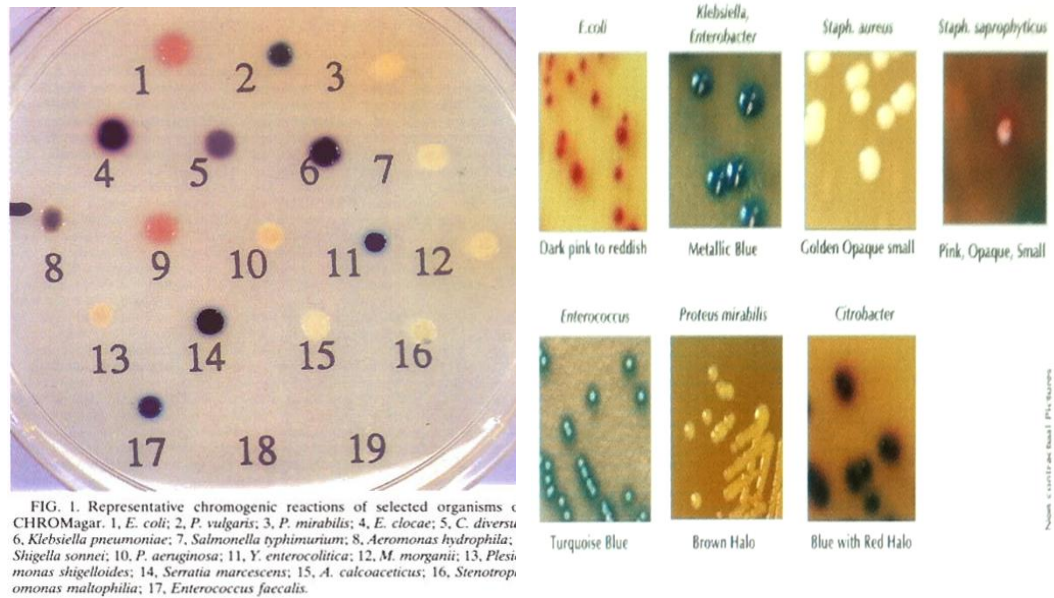 1 2 3
4 5 6 7
8 9 10 11 12
13 14 15 16
17 18 19
FIG. 1. Representative chromogenic reactions of selected organisms
CHROMagar. 1, E. coli; 2, P. vulgaris; 3, P. mirabilis; 4, E. clocae; 5, C. diversu
6, Klebsiella pneumoniae; 7, Salmonella typhimurium; 8, Aeromonas hydrophila;
Shigella sonnei; 10, P. aeruginosa; 11, Y. enterocolitica; 12, M. morganii; 13, Plesi
monas shigelloides; 14, Serratia marcescens; 15, A. calcoaceticus; 16, Stenotrop
omonas maltophilia; 17, Enterococcus faecalis.
E.coli
Dark pink to reddish
Klebsiella,
Enterobacter
Metallic Blue
Staph. aureus
Golden Opaque small
Staph. saprophyticus
Pink, Opaque, Small
Enterococcus
Turquoise Blue
Proteus mirabilis
Brown Halo
Citrobacter
Blue with Red Halo